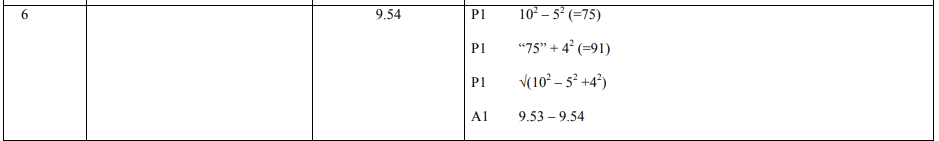 6 9.54 P1 10² – 5² (=75)
P1 “75” + 4² (=91)
P1 √(10² – 5² +4²)
A1 9.53 – 9.54